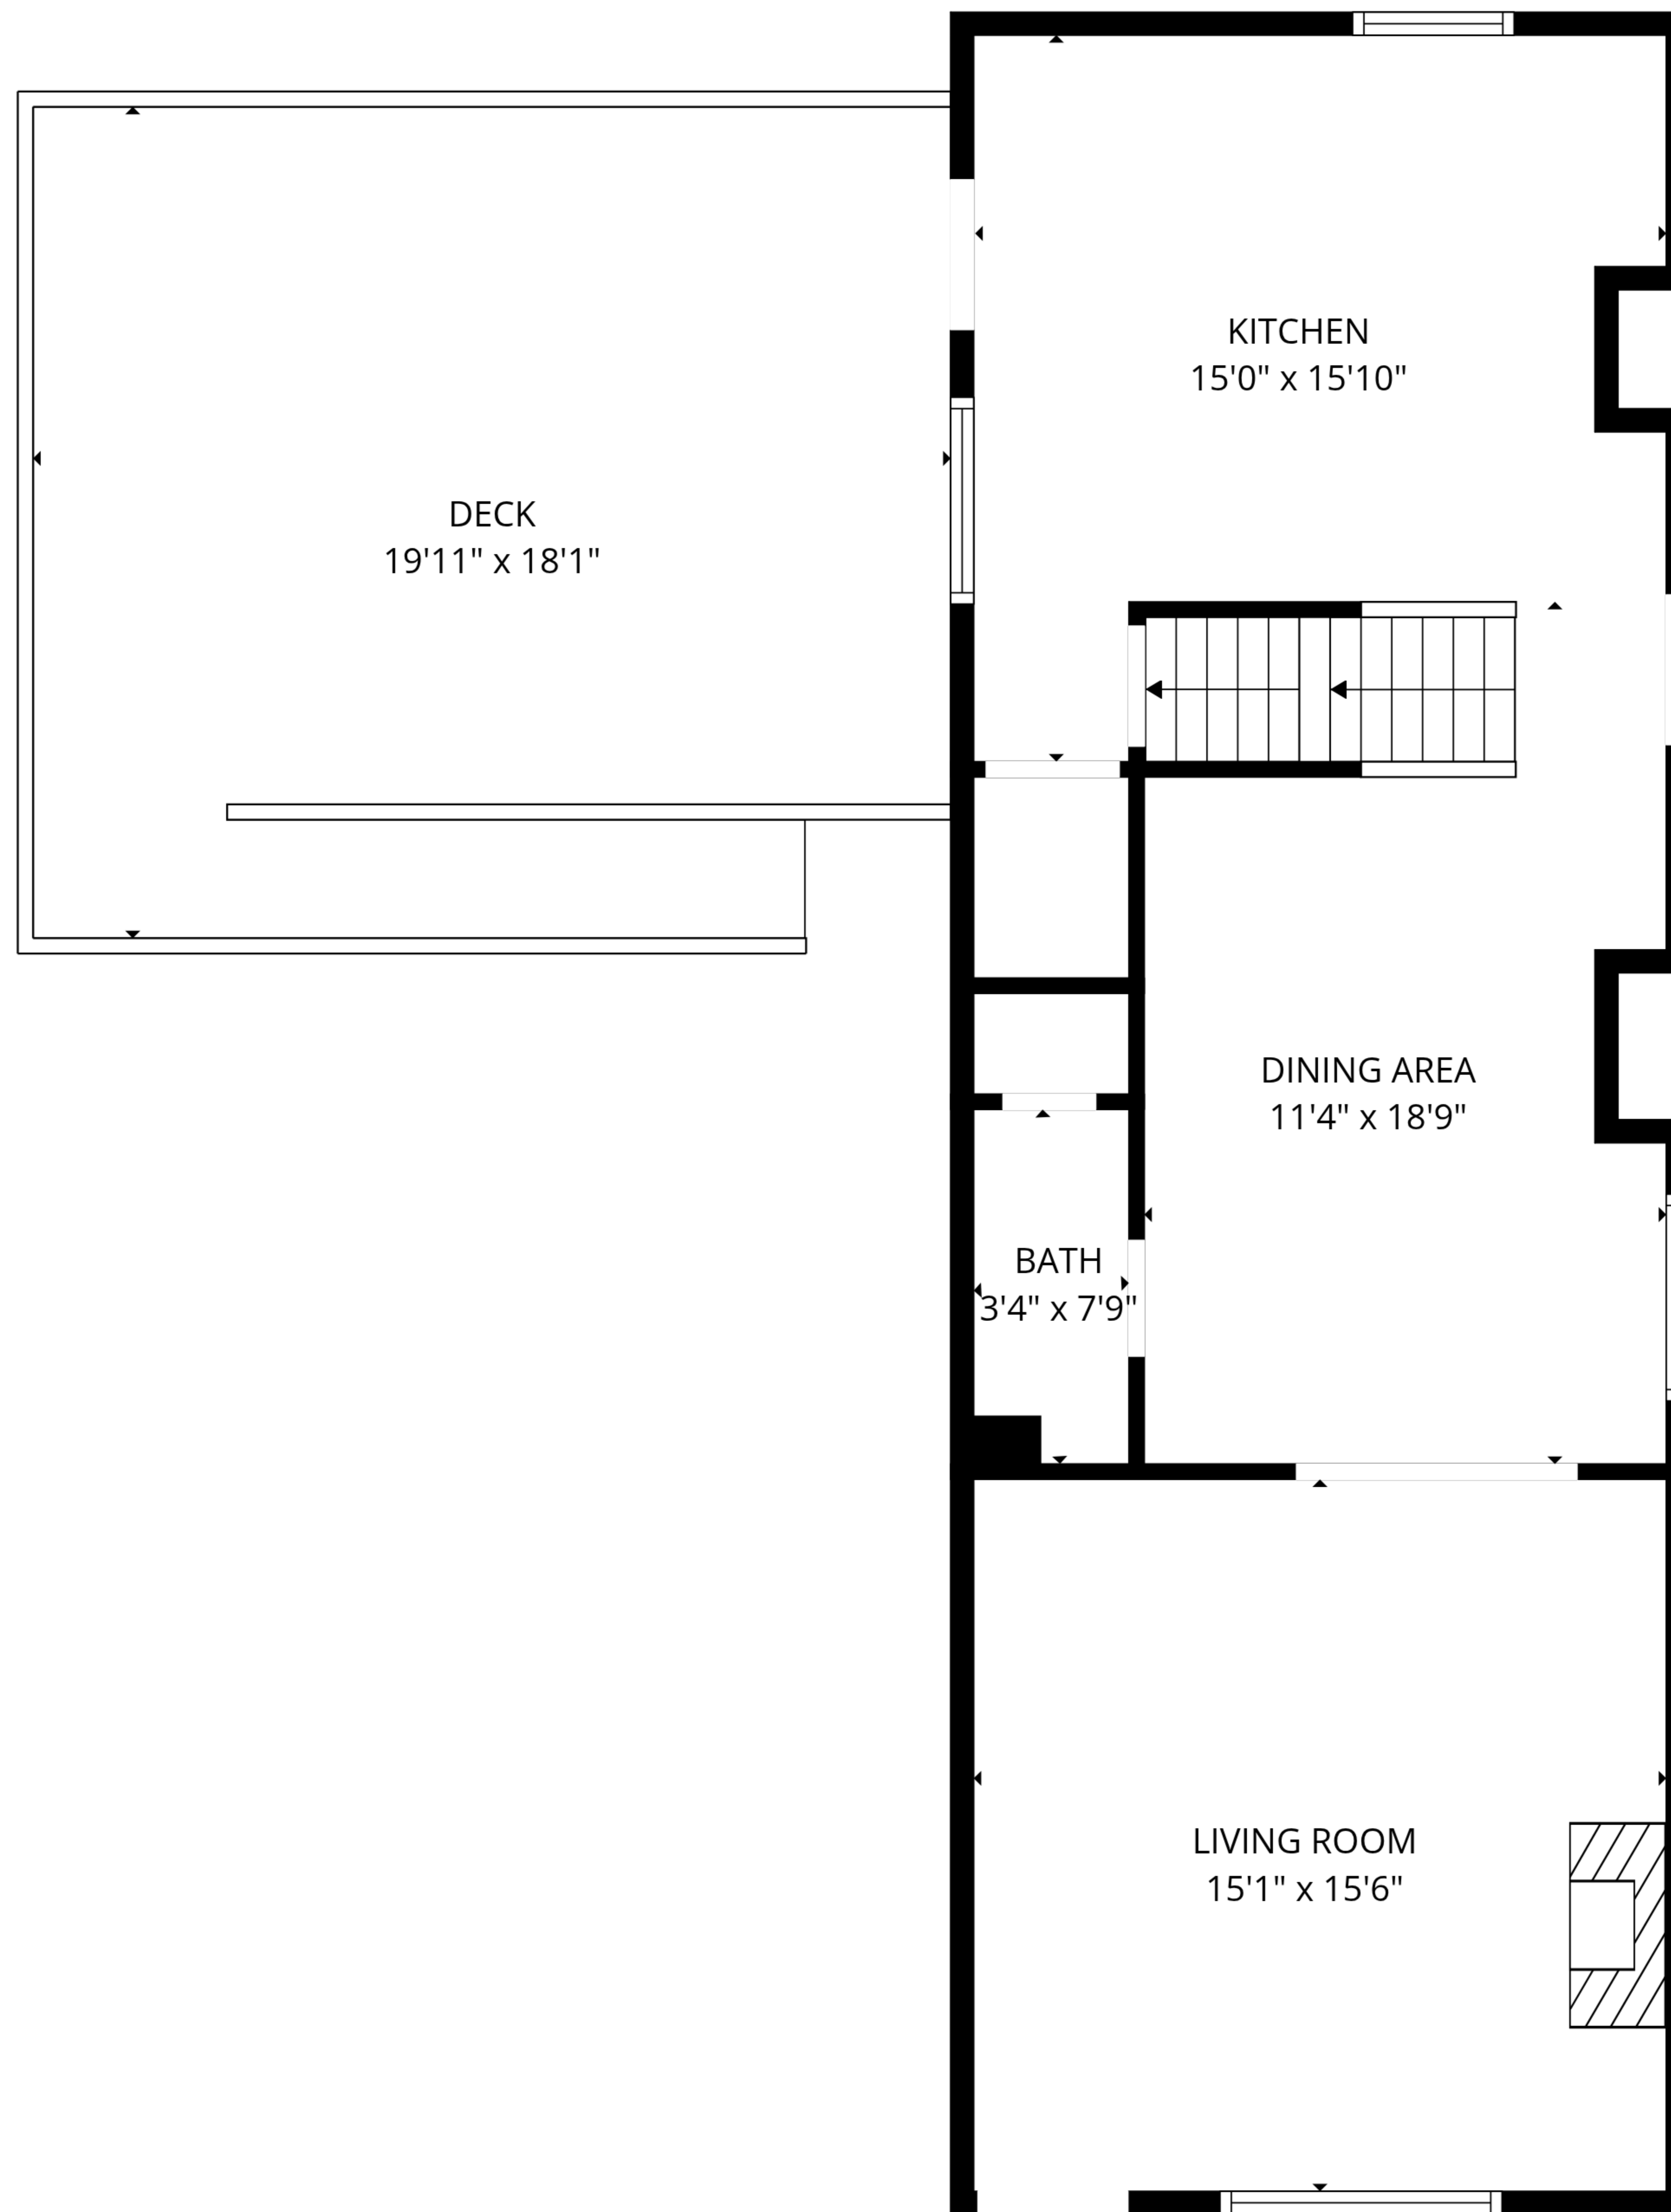 KITCHEN
15'0" x 15'10"
DECK
19'11" x 18'1"
DINING AREA
11'4" x 18'9"
BATH
3'4" x 7'9"
LIVING ROOM
15'1" x 15'6"